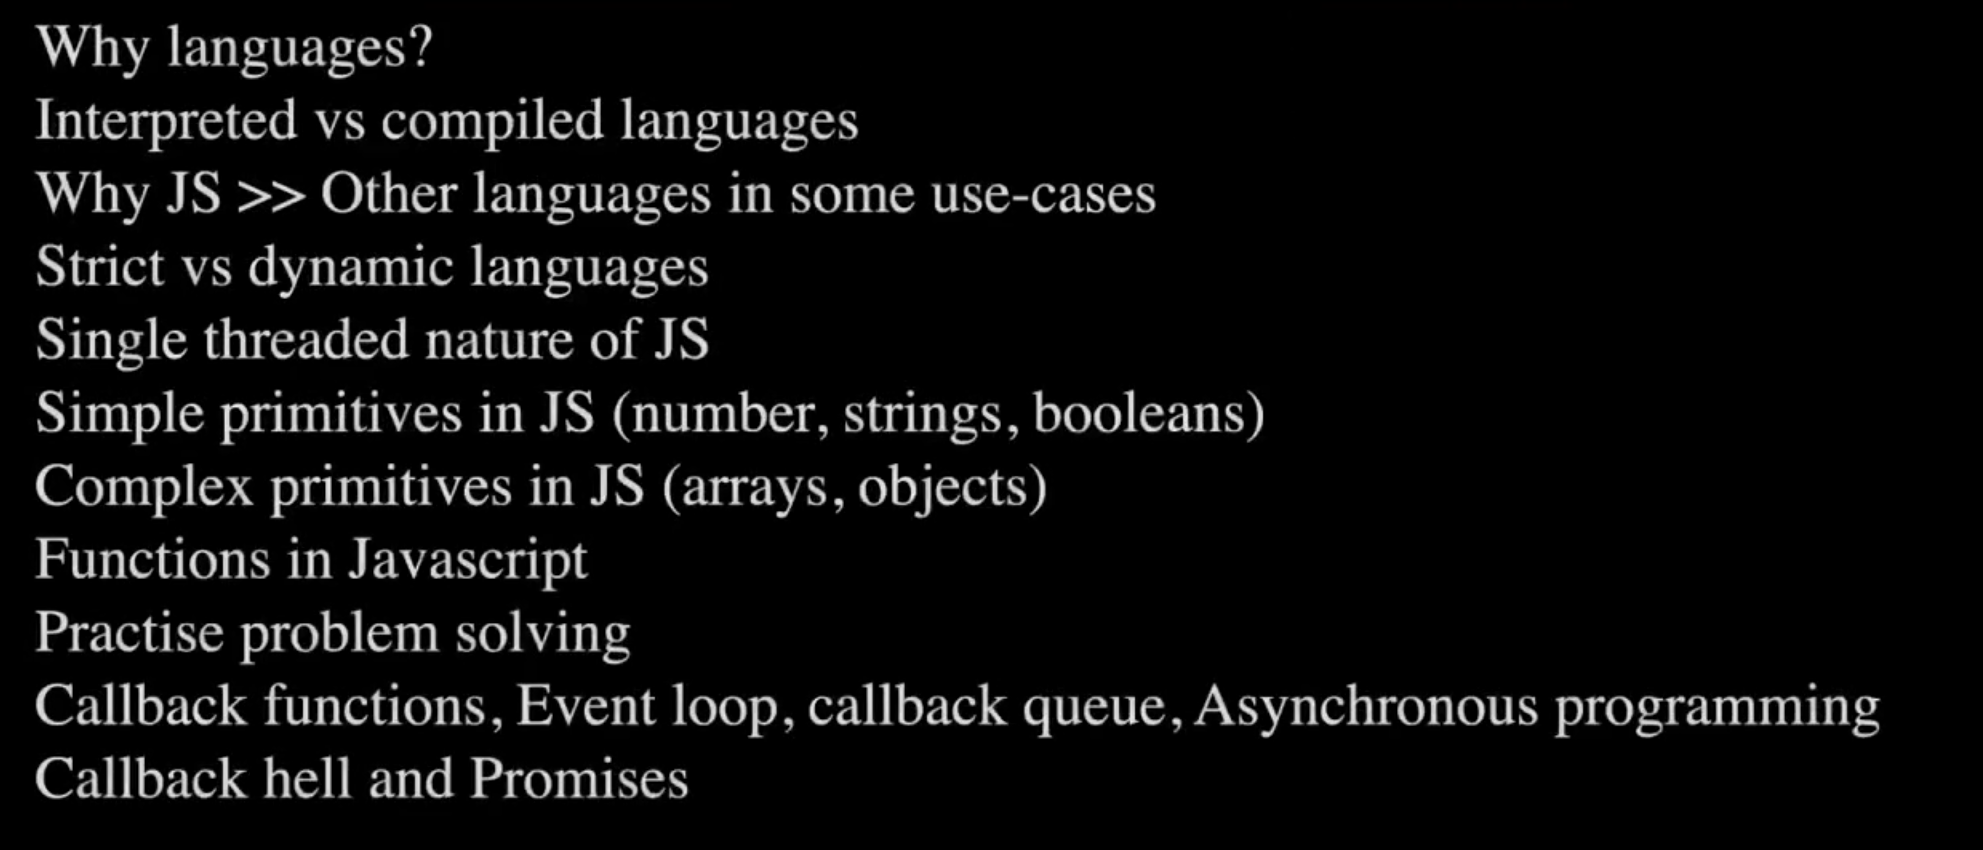 Why languages?
Interpreted vs compiled languages
Why JS >> Other languages in some use-cases
Strict vs dynamic languages
Single threaded nature of JS
Simple primitives in JS (number, strings, booleans)
Complex primitives in JS (arrays, objects)
Functions in Javascript
Practise problem solving
Callback functions, Event loop, callback queue, Asynchronous programming
Callback hell and Promises